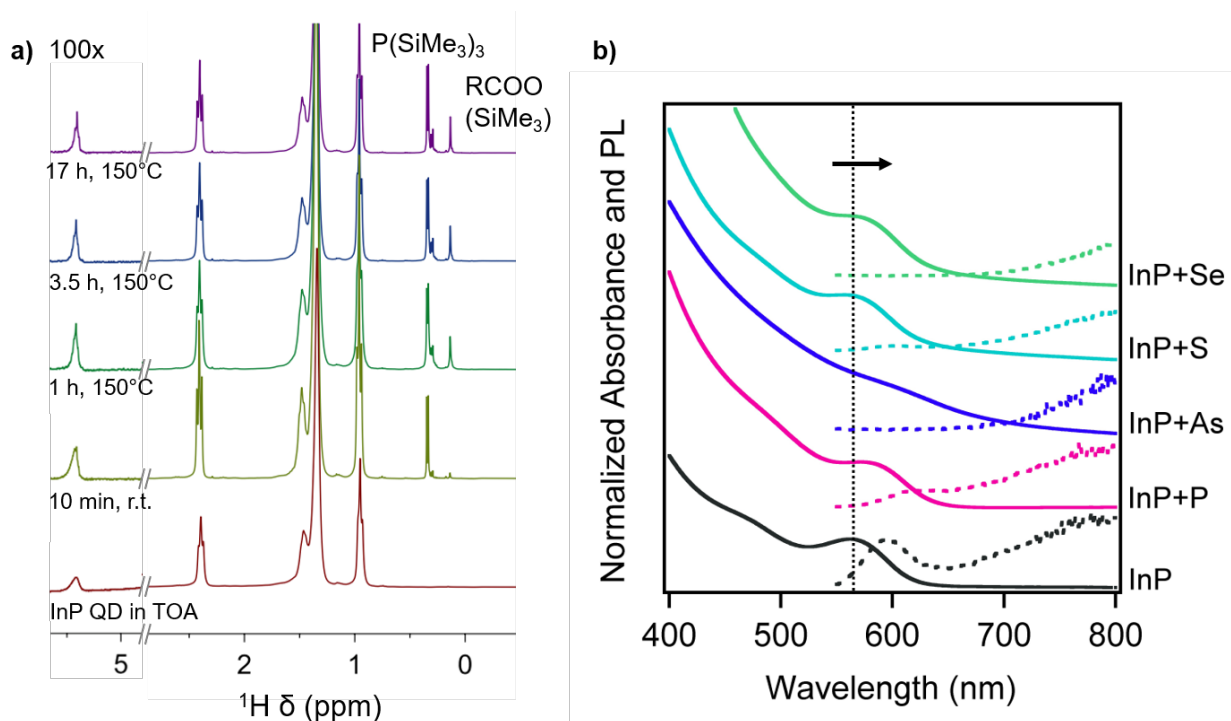 a)
100x
P(SiMe₃)₃
RCOO
(SiMe₃)
17 h, 150°C
3.5 h, 150°C
1 h, 150°C
10 min, r.t.
InP QD in TOA
5
2
1
0
¹H δ (ppm)
b)
Normalized Absorbance and PL
InP+Se
InP+S
InP+As
InP+P
InP
400
500
600
700
800
Wavelength (nm)